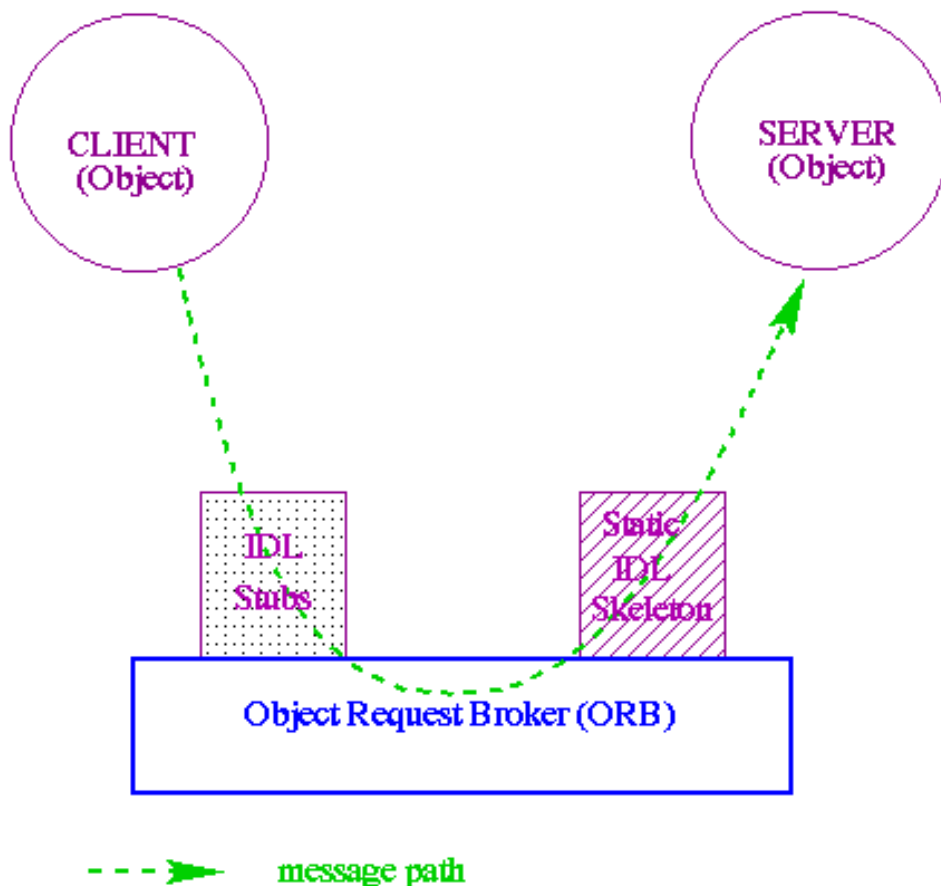 CLIENT
(Object)
SERVER
(Object)
IDL
Stubs
Static
IDL
Skeleton
Object Request Broker (ORB)
message path